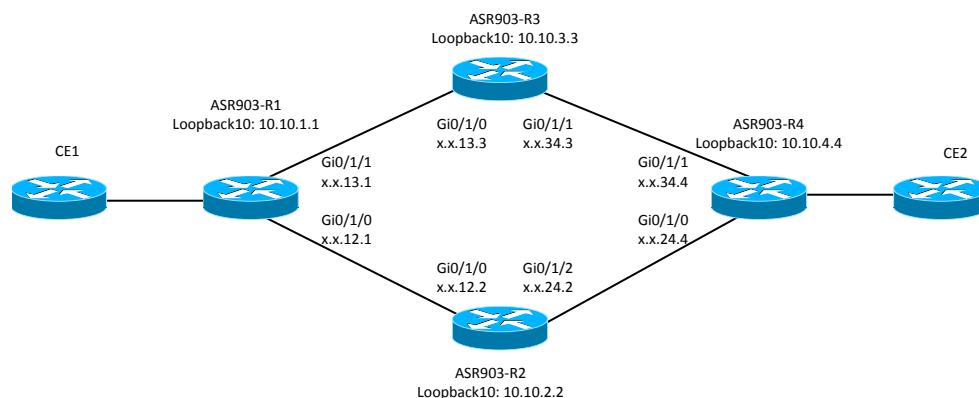 ASR903-R3
Loopback10: 10.10.3.3
ASR903-R1
Loopback10: 10.10.1.1
Gi0/1/0
x.x.13.3
Gi0/1/1
x.x.34.3
ASR903-R4
Loopback10: 10.10.4.4
CE1
CE2
Gi0/1/1
x.x.13.1
Gi0/1/1
x.x.34.4
Gi0/1/0
x.x.12.1
Gi0/1/0
x.x.24.4
Gi0/1/0
x.x.12.2
Gi0/1/2
x.x.24.2
ASR903-R2
Loopback10: 10.10.2.2